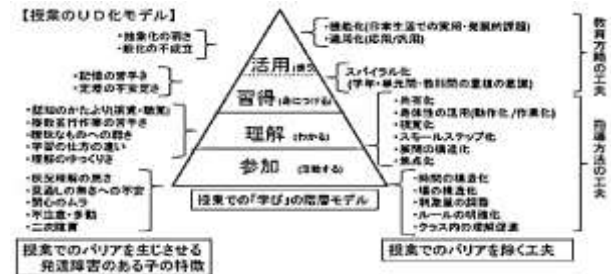 【授業のUD化モデル】
・抽象化の弱さ
・般化の不成立
・機能化(日常生活での実用・発展的課題)
・適用化(応用/汎用)
活用(使う)
・記憶の苦手さ
・定着の不安定さ
スパイラル化
(学年・単元間・教科間の重複の意識)
習得(身につける)
・認知のかたより(視覚・聴覚)
・複数並行作業の苦手さ
・曖昧なものへの弱さ
・学習の仕方の違い
・理解のゆっくりさ
・共有化
・身体性の活用(動作化/作業化)
・視覚化
・スモールステップ化
・展開の構造化
・焦点化
理解(わかる)
・状況理解の悪さ
・見通しの無さへの不安
・関心のムラ
・不注意・多動
・二次障害
参加(活動する)
・時間の構造化
・場の構造化
・刺激量の調整
・ルールの明確化
・クラス内の理解促進
授業での「学び」の階層モデル
教育方略の工夫
指導方法の工夫
授業でのバリアを生じさせる
発達障害のある子の特徴
授業でのバリアを除く工夫